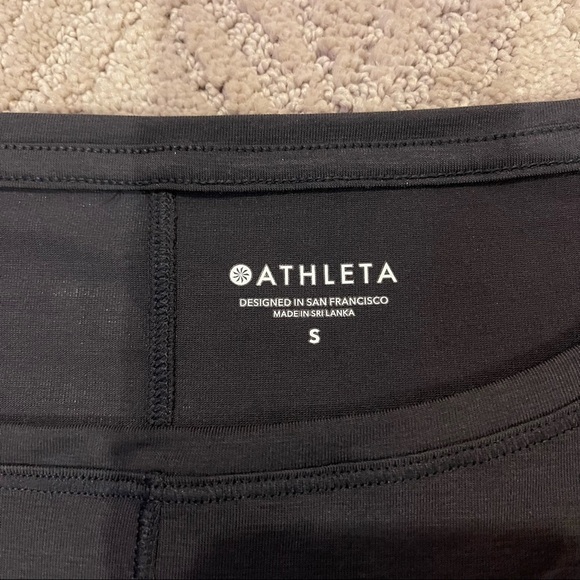 ATHLETA
DESIGNED IN SAN FRANCISCO
MADE IN SRI LANKA
S